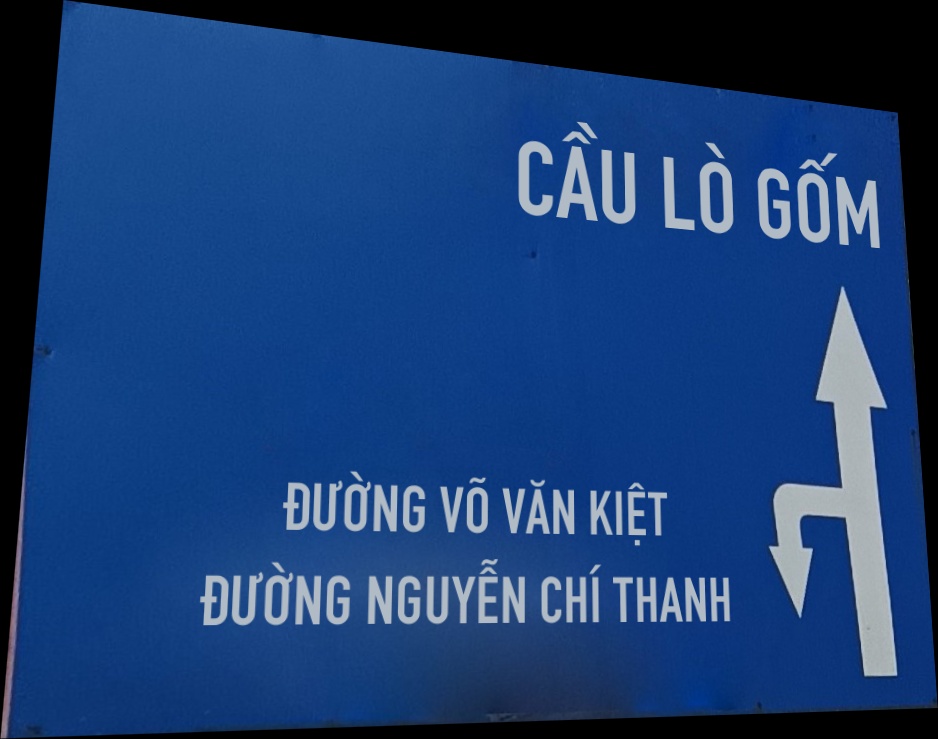 CẦU LÒ GỐM
ĐƯỜNG VÕ VĂN KIỆT
ĐƯỜNG NGUYỄN CHÍ THANH